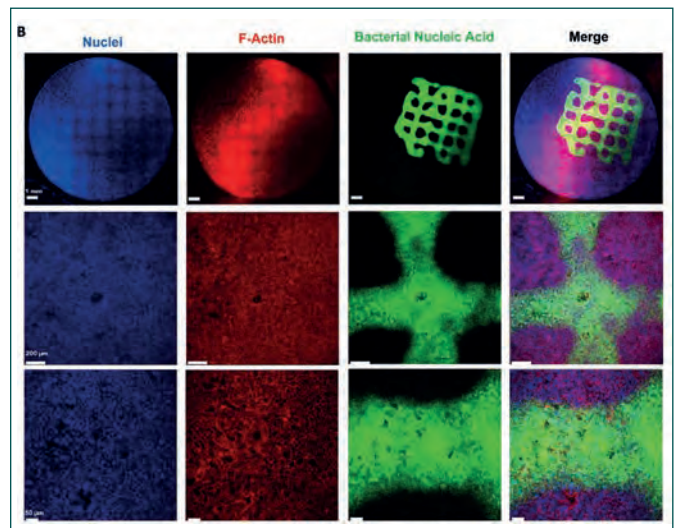 B
Nuclei F-Actin Bacterial Nucleic Acid Merge
1 mm
200 µm
50 µm